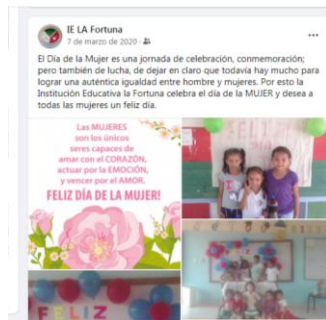 IE LA Fortuna
7 de marzo de 2020 ·
El Día de la Mujer es una jornada de celebración, conmemoración;
pero también de lucha, de dejar en claro que todavía hay mucho para
lograr una auténtica igualdad entre hombre y mujeres. Por esto la
Institución Educativa la Fortuna celebra el día de la MUJER y desea a
todas las mujeres un feliz día.
Las MUJERES
son los únicos
seres capaces de
amar con el CORAZÓN,
actuar por la EMOCIÓN,
y vencer por el AMOR.
FELIZ DÍA DE LA MUJER!
FELIZ
FELIZ